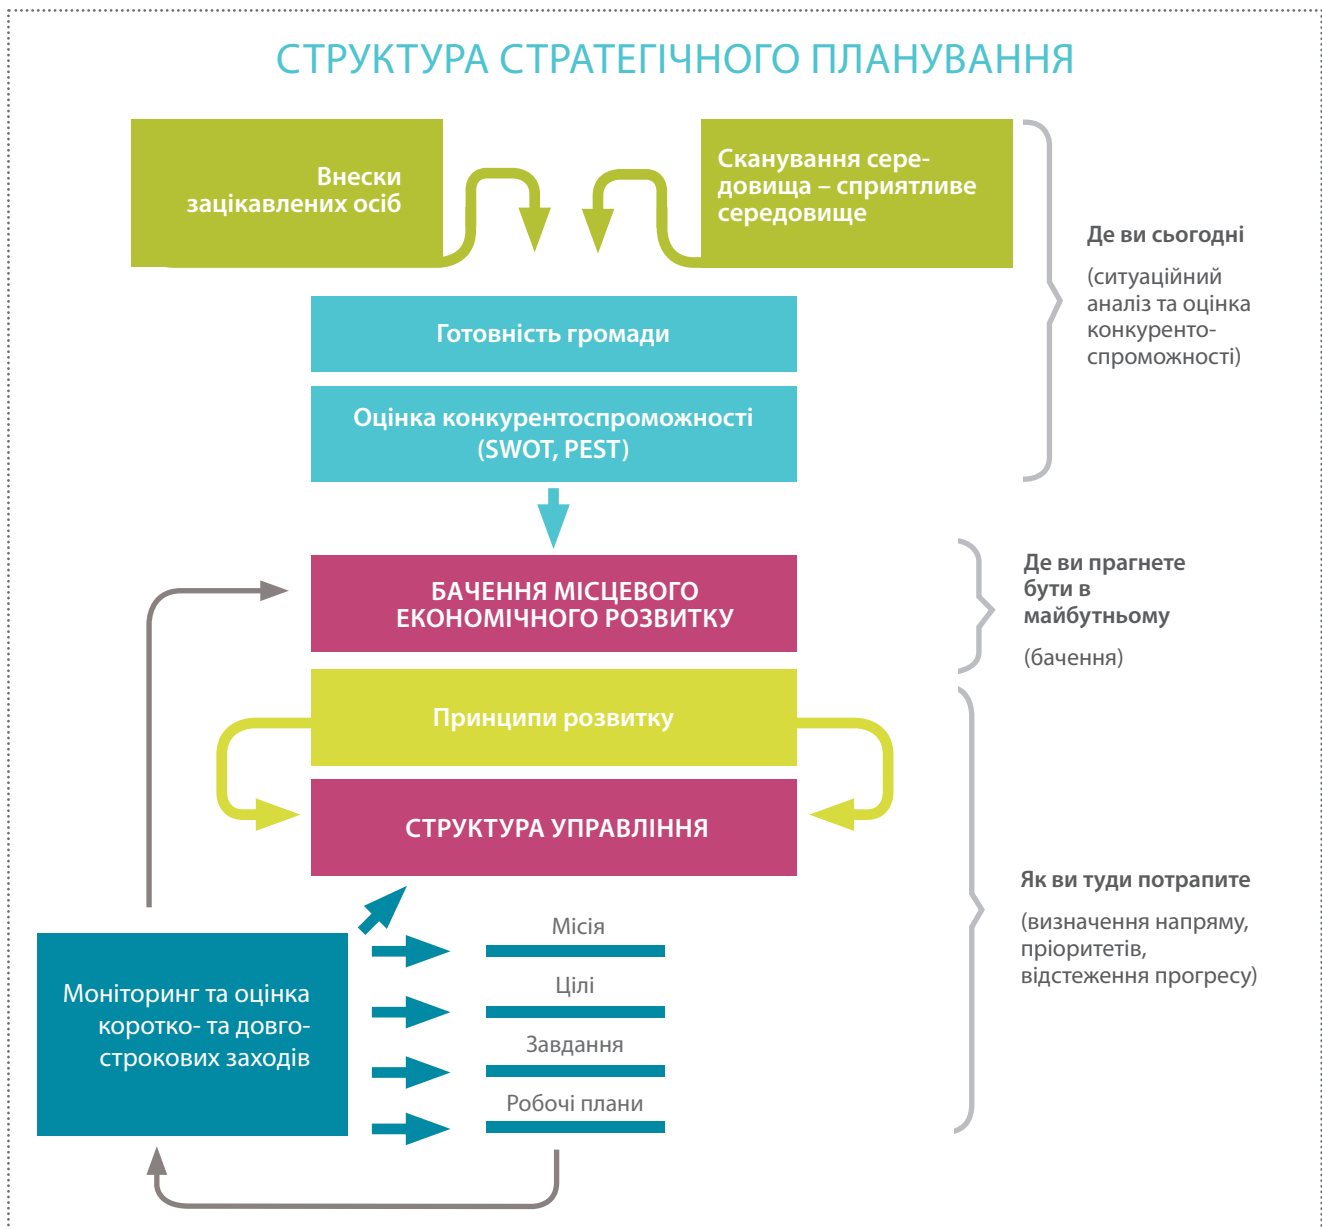 СТРУКТУРА СТРАТЕГІЧНОГО ПЛАНУВАННЯ
Внески
зацікавлених осіб
Сканування сере-
довища – сприятливе
середовище
Де ви сьогодні
(ситуаційний
аналіз та оцінка
конкуренто-
спроможності)
Готовність громади
Оцінка конкурентоспроможності
(SWOT, PEST)
БАЧЕННЯ МІСЦЕВОГО
ЕКОНОМІЧНОГО РОЗВИТКУ
Де ви прагнете
бути в
майбутньому
(бачення)
Принципи розвитку
СТРУКТУРА УПРАВЛІННЯ
Як ви туди потрапите
(визначення напряму,
пріоритетів,
відстеження прогресу)
Моніторинг та оцінка
коротко- та довго-
строкових заходів
Місія
Цілі
Завдання
Робочі плани